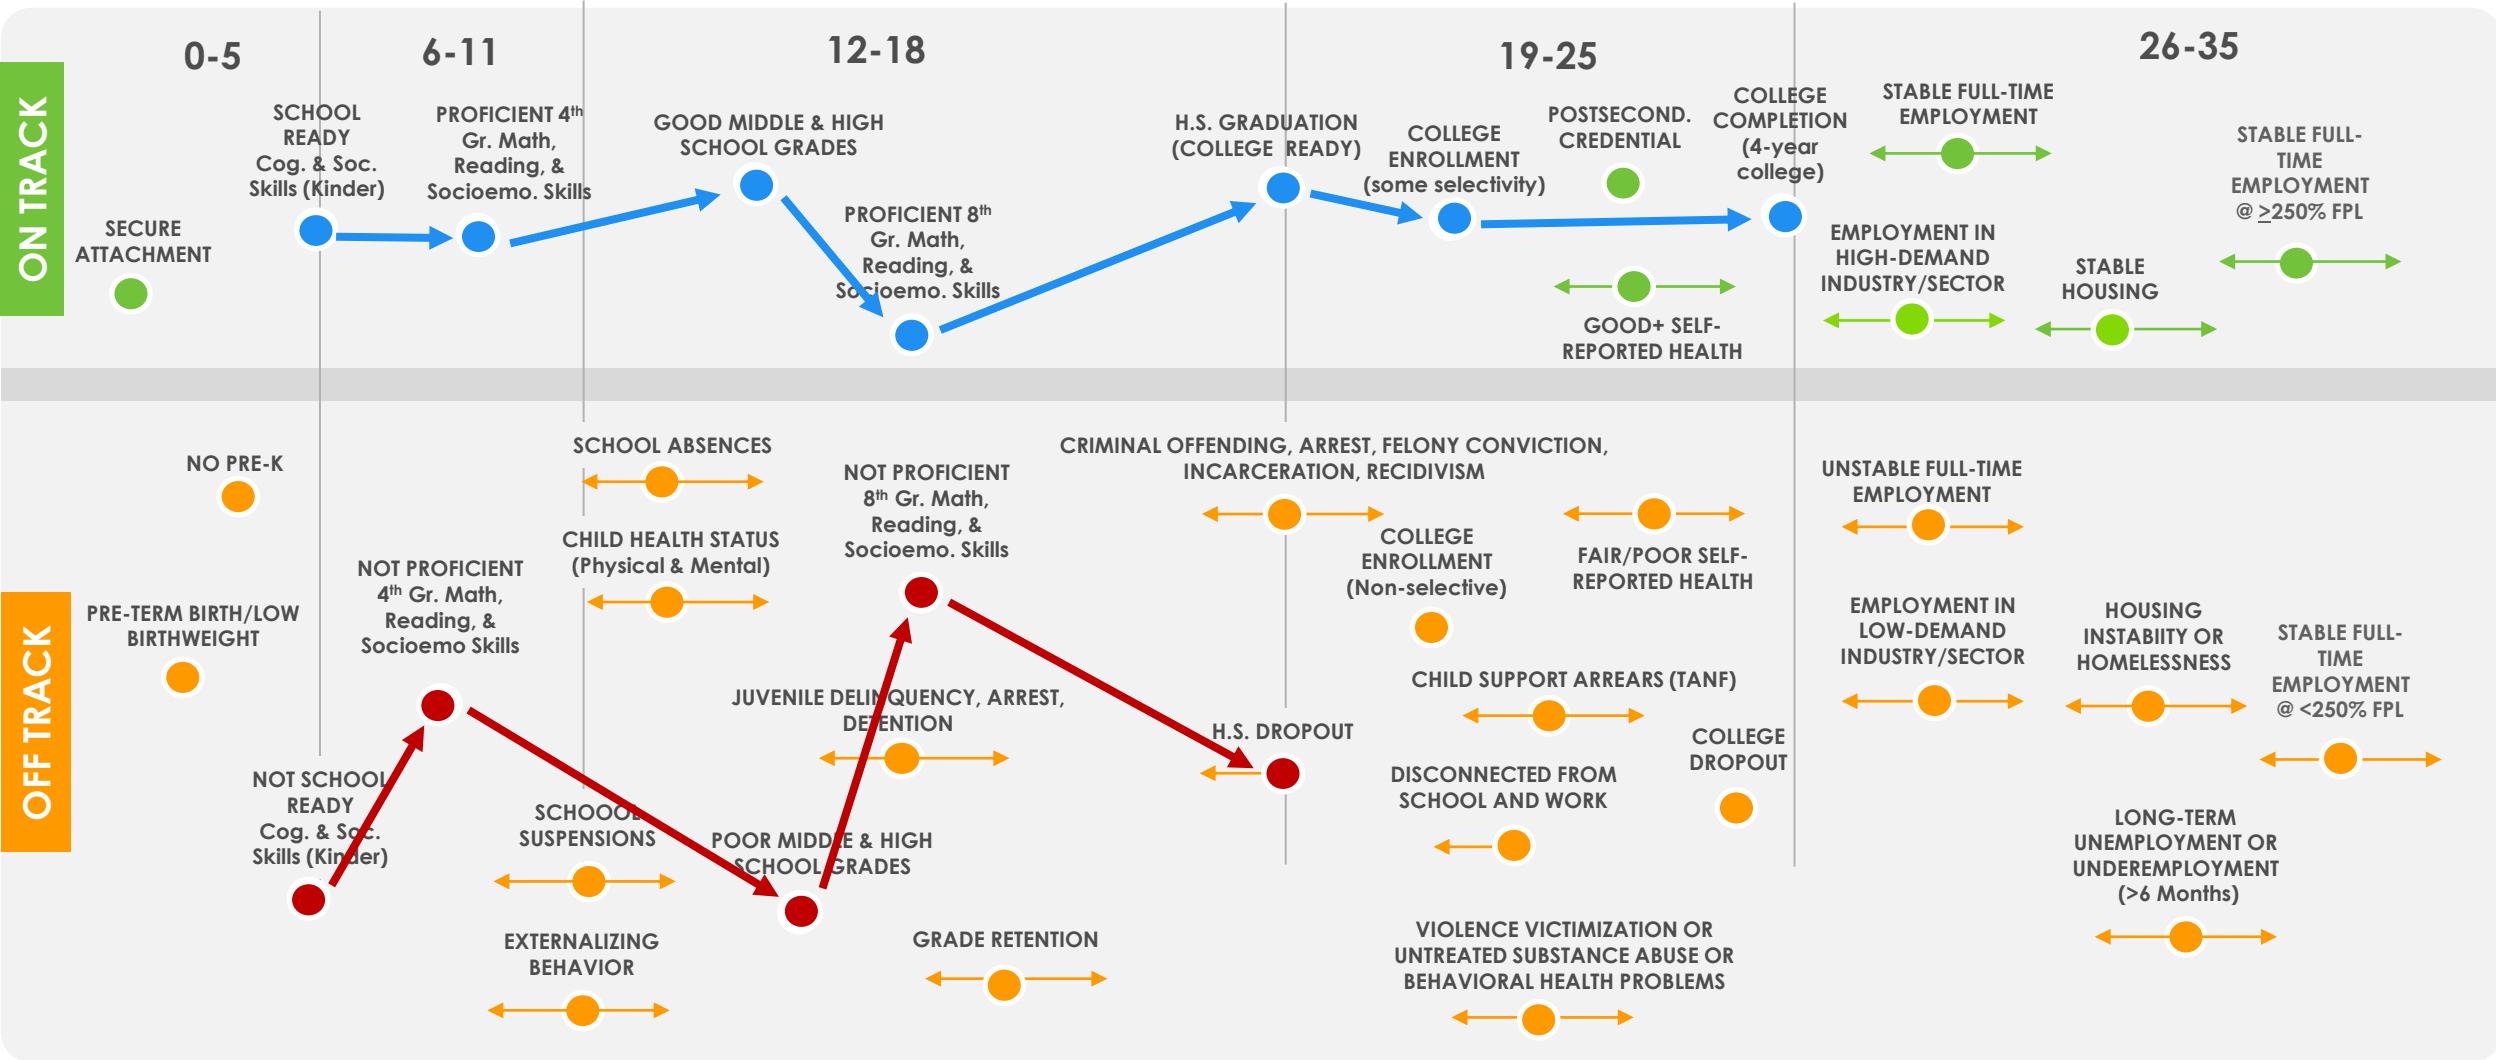 0-5
6-11
12-18
19-25
26-35
ON TRACK
SECURE
ATTACHMENT
SCHOOL
READY
Cog. & Soc.
Skills (Kinder)
PROFICIENT 4th
Gr. Math,
Reading, &
Socioemo. Skills
GOOD MIDDLE & HIGH
SCHOOL GRADES
PROFICIENT 8th
Gr. Math,
Reading, &
Socioemo. Skills
H.S. GRADUATION
(COLLEGE READY)
COLLEGE
ENROLLMENT
(some selectivity)
POSTSECOND.
CREDENTIAL
GOOD+ SELF-
REPORTED HEALTH
COLLEGE
COMPLETION
(4-year
college)
STABLE FULL-TIME
EMPLOYMENT
EMPLOYMENT IN
HIGH-DEMAND
INDUSTRY/SECTOR
STABLE
HOUSING
STABLE FULL-
TIME
EMPLOYMENT
@ >250% FPL
OFF TRACK
NO PRE-K
PRE-TERM BIRTH/LOW
BIRTHWEIGHT
NOT SCHOOL
READY
Cog. & Soc.
Skills (Kinder)
NOT PROFICIENT
4th Gr. Math,
Reading, &
Socioemo Skills
SCHOOL ABSENCES
CHILD HEALTH STATUS
(Physical & Mental)
SCHOOOL
SUSPENSIONS
EXTERNALIZING
BEHAVIOR
NOT PROFICIENT
8th Gr. Math,
Reading, &
Socioemo. Skills
JUVENILE DELINQUENCY, ARREST,
DETENTION
POOR MIDDLE & HIGH
SCHOOL GRADES
GRADE RETENTION
CRIMINAL OFFENDING, ARREST, FELONY CONVICTION,
INCARCERATION, RECIDIVISM
H.S. DROPOUT
COLLEGE
ENROLLMENT
(Non-selective)
FAIR/POOR SELF-
REPORTED HEALTH
CHILD SUPPORT ARREARS (TANF)
DISCONNECTED FROM
SCHOOL AND WORK
COLLEGE
DROPOUT
VIOLENCE VICTIMIZATION OR
UNTREATED SUBSTANCE ABUSE OR
BEHAVIORAL HEALTH PROBLEMS
UNSTABLE FULL-TIME
EMPLOYMENT
EMPLOYMENT IN
LOW-DEMAND
INDUSTRY/SECTOR
HOUSING
INSTABIITY OR
HOMELESSNESS
STABLE FULL-
TIME
EMPLOYMENT
@ <250% FPL
LONG-TERM
UNEMPLOYMENT OR
UNDEREMPLOYMENT
(>6 Months)